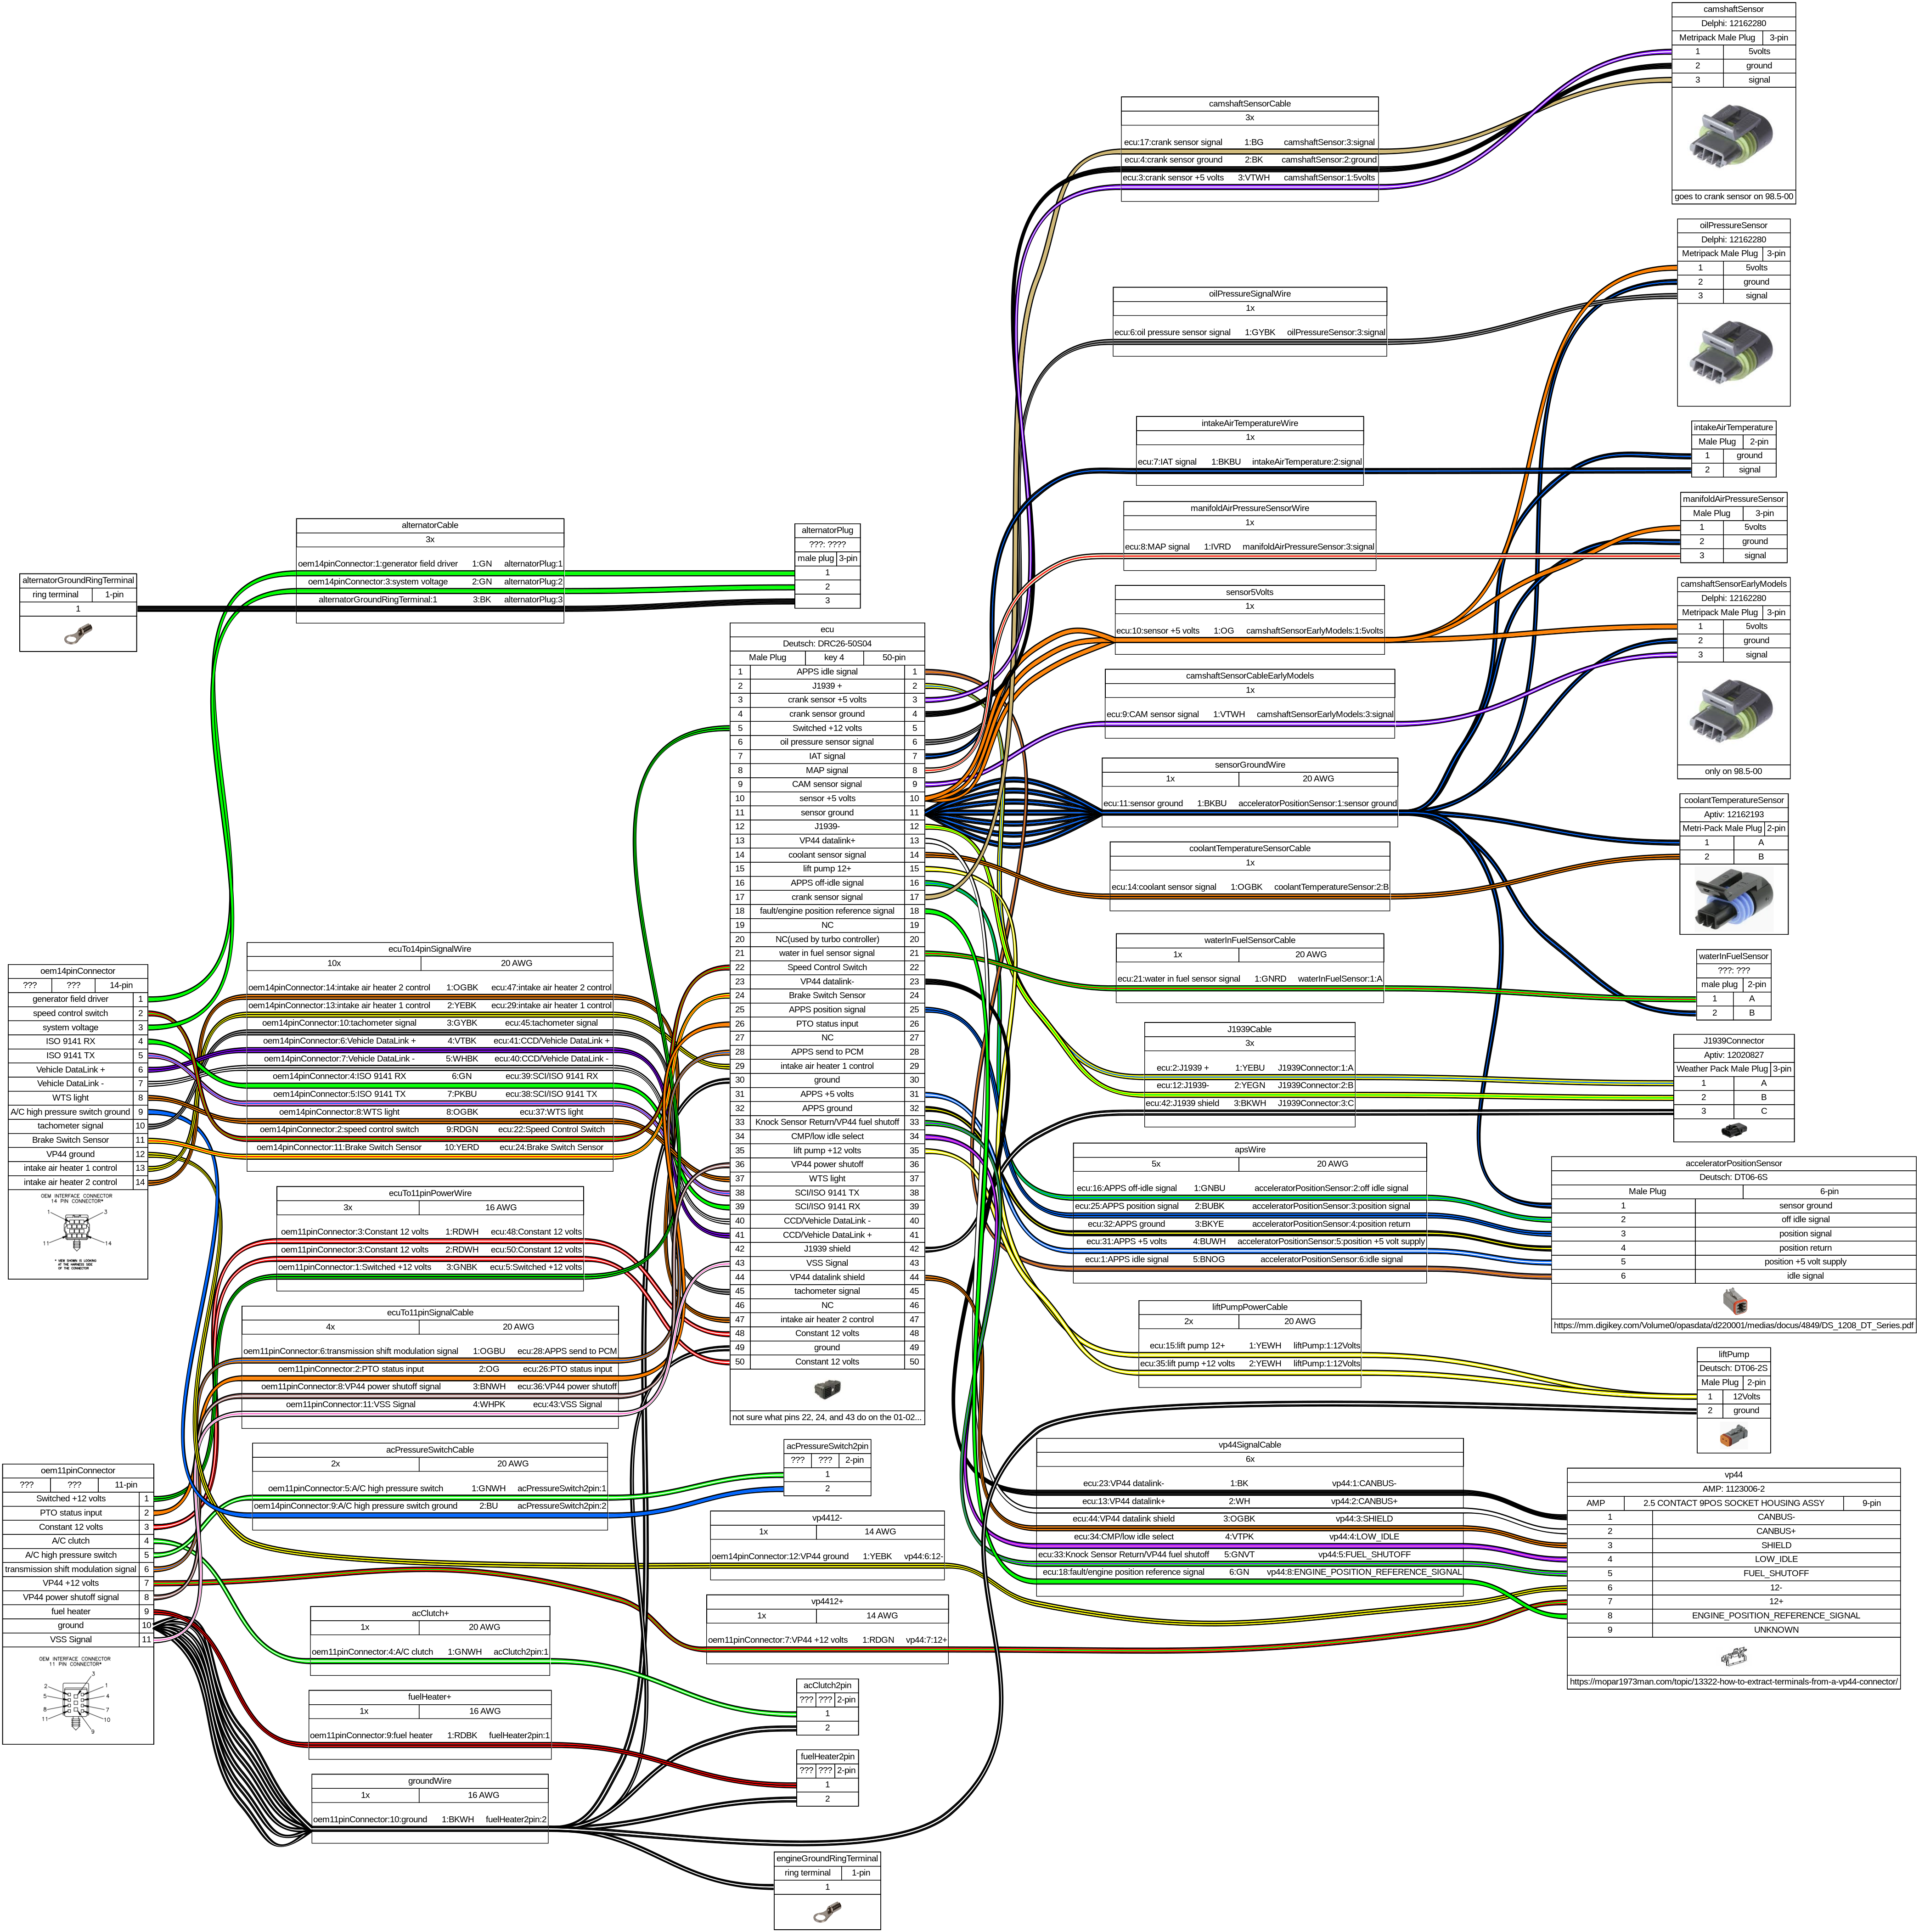 camshaftSensor
Delphi: 12162280
Metripack Male Plug 3-pin
1 5volts
2 ground
3 signal
goes to crank sensor on 98.5-00
camshaftSensorCable
3x
ecu:17:crank sensor signal 1:BG camshaftSensor:3:signal
ecu:4:crank sensor ground 2:BK camshaftSensor:2:ground
ecu:3:crank sensor +5 volts 3:VTWH camshaftSensor:1:5volts
oilPressureSensor
Delphi: 12162280
Metripack Male Plug 3-pin
1 5volts
2 ground
3 signal
oilPressureSignalWire
1x
ecu:6:oil pressure sensor signal 1:GYBK oilPressureSensor:3:signal
intakeAirTemperatureWire
1x
ecu:7:IAT signal 1:BKBU intakeAirTemperature:2:signal
intakeAirTemperature
Male Plug 2-pin
1 ground
2 signal
manifoldAirPressureSensorWire
1x
ecu:8:MAP signal 1:IVRD manifoldAirPressureSensor:3:signal
manifoldAirPressureSensor
Male Plug 3-pin
1 5volts
2 ground
3 signal
alternatorCable
3x
oem14pinConnector:1:generator field driver 1:GN alternatorPlug:1
oem14pinConnector:3:system voltage 2:GN alternatorPlug:2
alternatorGroundRingTerminal:1 3:BK alternatorPlug:3
alternatorPlug
???: ????
male plug 3-pin
1
2
3
alternatorGroundRingTerminal
ring terminal 1-pin
1
sensor5Volts
1x
ecu:10:sensor +5 volts 1:OG camshaftSensorEarlyModels:1:5volts
camshaftSensorEarlyModels
Delphi: 12162280
Metripack Male Plug 3-pin
1 5volts
2 ground
3 signal
only on 98.5-00
camshaftSensorCableEarlyModels
1x
ecu:9:CAM sensor signal 1:VTWH camshaftSensorEarlyModels:3:signal
sensorGroundWire
1x 20 AWG
ecu:11:sensor ground 1:BKBU acceleratorPositionSensor:1:sensor ground
coolantTemperatureSensor
Aptiv: 12162193
Metri-Pack Male Plug 2-pin
1 A
2 B
coolantTemperatureSensorCable
1x
ecu:14:coolant sensor signal 1:OGBK coolantTemperatureSensor:2:B
ecu
Deutsch: DRC26-50S04
Male Plug key 4 50-pin
1 APPS idle signal 1
2 J1939 + 2
3 crank sensor +5 volts 3
4 crank sensor ground 4
5 Switched +12 volts 5
6 oil pressure sensor signal 6
7 IAT signal 7
8 MAP signal 8
9 CAM sensor signal 9
10 sensor +5 volts 10
11 sensor ground 11
12 J1939- 12
13 VP44 datalink+ 13
14 coolant sensor signal 14
15 lift pump 12+ 15
16 APPS off-idle signal 16
17 crank sensor signal 17
18 fault/engine position reference signal 18
19 NC 19
20 NC(used by turbo controller) 20
21 water in fuel sensor signal 21
22 Speed Control Switch 22
23 VP44 datalink- 23
24 Brake Switch Sensor 24
25 APPS position signal 25
26 PTO status input 26
27 NC 27
28 APPS send to PCM 28
29 intake air heater 1 control 29
30 ground 30
31 APPS +5 volts 31
32 APPS ground 32
33 Knock Sensor Return/VP44 fuel shutoff 33
34 CMP/low idle select 34
35 lift pump +12 volts 35
36 VP44 power shutoff 36
37 WTS light 37
38 SCI/ISO 9141 TX 38
39 SCI/ISO 9141 RX 39
40 CCD/Vehicle DataLink - 40
41 CCD/Vehicle DataLink + 41
42 J1939 shield 42
43 VSS Signal 43
44 VP44 datalink shield 44
45 tachometer signal 45
46 NC 46
47 intake air heater 2 control 47
48 Constant 12 volts 48
49 ground 49
50 Constant 12 volts 50
not sure what pins 22, 24, and 43 do on the 01-02...
waterInFuelSensorCable
1x 20 AWG
ecu:21:water in fuel sensor signal 1:GNRD waterInFuelSensor:1:A
waterInFuelSensor
???: ???
male plug 2-pin
1 A
2 B
J1939Cable
3x
ecu:2:J1939 + 1:YEBU J1939Connector:1:A
ecu:12:J1939- 2:YEGN J1939Connector:2:B
ecu:42:J1939 shield 3:BKWH J1939Connector:3:C
J1939Connector
Aptiv: 12020827
Weather Pack Male Plug 3-pin
1 A
2 B
3 C
ecuTo14pinSignalWire
10x 20 AWG
oem14pinConnector:14:intake air heater 2 control 1:OGBK ecu:47:intake air heater 2 control
oem14pinConnector:13:intake air heater 1 control 2:YEBK ecu:29:intake air heater 1 control
oem14pinConnector:10:tachometer signal 3:GYBK ecu:45:tachometer signal
oem14pinConnector:6:Vehicle DataLink + 4:VTBK ecu:41:CCD/Vehicle DataLink +
oem14pinConnector:7:Vehicle DataLink - 5:WHBK ecu:40:CCD/Vehicle DataLink -
oem14pinConnector:4:ISO 9141 RX 6:GN ecu:39:SCI/ISO 9141 RX
oem14pinConnector:5:ISO 9141 TX 7:PKBU ecu:38:SCI/ISO 9141 TX
oem14pinConnector:8:WTS light 8:OGBK ecu:37:WTS light
oem14pinConnector:2:speed control switch 9:RDGN ecu:22:Speed Control Switch
oem14pinConnector:11:Brake Switch Sensor 10:YERD ecu:24:Brake Switch Sensor
oem14pinConnector
??? ??? 14-pin
generator field driver 1
speed control switch 2
system voltage 3
ISO 9141 RX 4
ISO 9141 TX 5
Vehicle DataLink + 6
Vehicle DataLink - 7
WTS light 8
A/C high pressure switch ground 9
tachometer signal 10
Brake Switch Sensor 11
VP44 ground 12
intake air heater 1 control 13
intake air heater 2 control 14
OEM INTERFACE CONNECTOR
14 PIN CONNECTOR*
1 3
11 14
* VIEW SHOWN IS LOOKING
AT THE HARNESS SIDE
OF THE CONNECTOR
apsWire
5x 20 AWG
ecu:16:APPS off-idle signal 1:GNBU acceleratorPositionSensor:2:off idle signal
ecu:25:APPS position signal 2:BUBK acceleratorPositionSensor:3:position signal
ecu:32:APPS ground 3:BKYE acceleratorPositionSensor:4:position return
ecu:31:APPS +5 volts 4:BUWH acceleratorPositionSensor:5:position +5 volt supply
ecu:1:APPS idle signal 5:BNOG acceleratorPositionSensor:6:idle signal
acceleratorPositionSensor
Deutsch: DT06-6S
Male Plug 6-pin
1 sensor ground
2 off idle signal
3 position signal
4 position return
5 position +5 volt supply
6 idle signal
https://mm.digikey.com/Volume0/opasdata/d220001/medias/docus/4849/DS_1208_DT_Series.pdf
ecuTo11pinPowerWire
3x 16 AWG
oem11pinConnector:3:Constant 12 volts 1:RDWH ecu:48:Constant 12 volts
oem11pinConnector:3:Constant 12 volts 2:RDWH ecu:50:Constant 12 volts
oem11pinConnector:1:Switched +12 volts 3:GNBK ecu:5:Switched +12 volts
ecuTo11pinSignalCable
4x 20 AWG
oem11pinConnector:6:transmission shift modulation signal 1:OGBU ecu:28:APPS send to PCM
oem11pinConnector:2:PTO status input 2:OG ecu:26:PTO status input
oem11pinConnector:8:VP44 power shutoff signal 3:BNWH ecu:36:VP44 power shutoff
oem11pinConnector:11:VSS Signal 4:WHPK ecu:43:VSS Signal
liftPumpPowerCable
2x 20 AWG
ecu:15:lift pump 12+ 1:YEWH liftPump:1:12Volts
ecu:35:lift pump +12 volts 2:YEWH liftPump:1:12Volts
liftPump
Deutsch: DT06-2S
Male Plug 2-pin
1 12Volts
2 ground
acPressureSwitchCable
2x 20 AWG
oem11pinConnector:5:A/C high pressure switch 1:GNWH acPressureSwitch2pin:1
oem14pinConnector:9:A/C high pressure switch ground 2:BU acPressureSwitch2pin:2
acPressureSwitch2pin
??? ??? 2-pin
1
2
oem11pinConnector
??? ??? 11-pin
Switched +12 volts 1
PTO status input 2
Constant 12 volts 3
A/C clutch 4
A/C high pressure switch 5
transmission shift modulation signal 6
VP44 +12 volts 7
VP44 power shutoff signal 8
fuel heater 9
ground 10
VSS Signal 11
OEM INTERFACE CONNECTOR
11 PIN CONNECTOR*
3
2 1
5 4
8 7
11 10
9
vp44SignalCable
6x
ecu:23:VP44 datalink- 1:BK vp44:1:CANBUS-
ecu:13:VP44 datalink+ 2:WH vp44:2:CANBUS+
ecu:44:VP44 datalink shield 3:OGBK vp44:3:SHIELD
ecu:34:CMP/low idle select 4:VTPK vp44:4:LOW_IDLE
ecu:33:Knock Sensor Return/VP44 fuel shutoff 5:GNVT vp44:5:FUEL_SHUTOFF
ecu:18:fault/engine position reference signal 6:GN vp44:8:ENGINE_POSITION_REFERENCE_SIGNAL
vp44
AMP: 1123006-2
AMP 2.5 CONTACT 9POS SOCKET HOUSING ASSY 9-pin
1 CANBUS-
2 CANBUS+
3 SHIELD
4 LOW_IDLE
5 FUEL_SHUTOFF
6 12-
7 12+
8 ENGINE_POSITION_REFERENCE_SIGNAL
9 UNKNOWN
https://mopar1973man.com/topic/13322-how-to-extract-terminals-from-a-vp44-connector/
vp4412-
1x 14 AWG
oem14pinConnector:12:VP44 ground 1:YEBK vp44:6:12-
vp4412+
1x 14 AWG
oem11pinConnector:7:VP44 +12 volts 1:RDGN vp44:7:12+
acClutch+
1x 20 AWG
oem11pinConnector:4:A/C clutch 1:GNWH acClutch2pin:1
acClutch2pin
??? ??? 2-pin
1
2
fuelHeater+
1x 16 AWG
oem11pinConnector:9:fuel heater 1:RDBK fuelHeater2pin:1
fuelHeater2pin
??? ??? 2-pin
1
2
groundWire
1x 16 AWG
oem11pinConnector:10:ground 1:BKWH fuelHeater2pin:2
engineGroundRingTerminal
ring terminal 1-pin
1